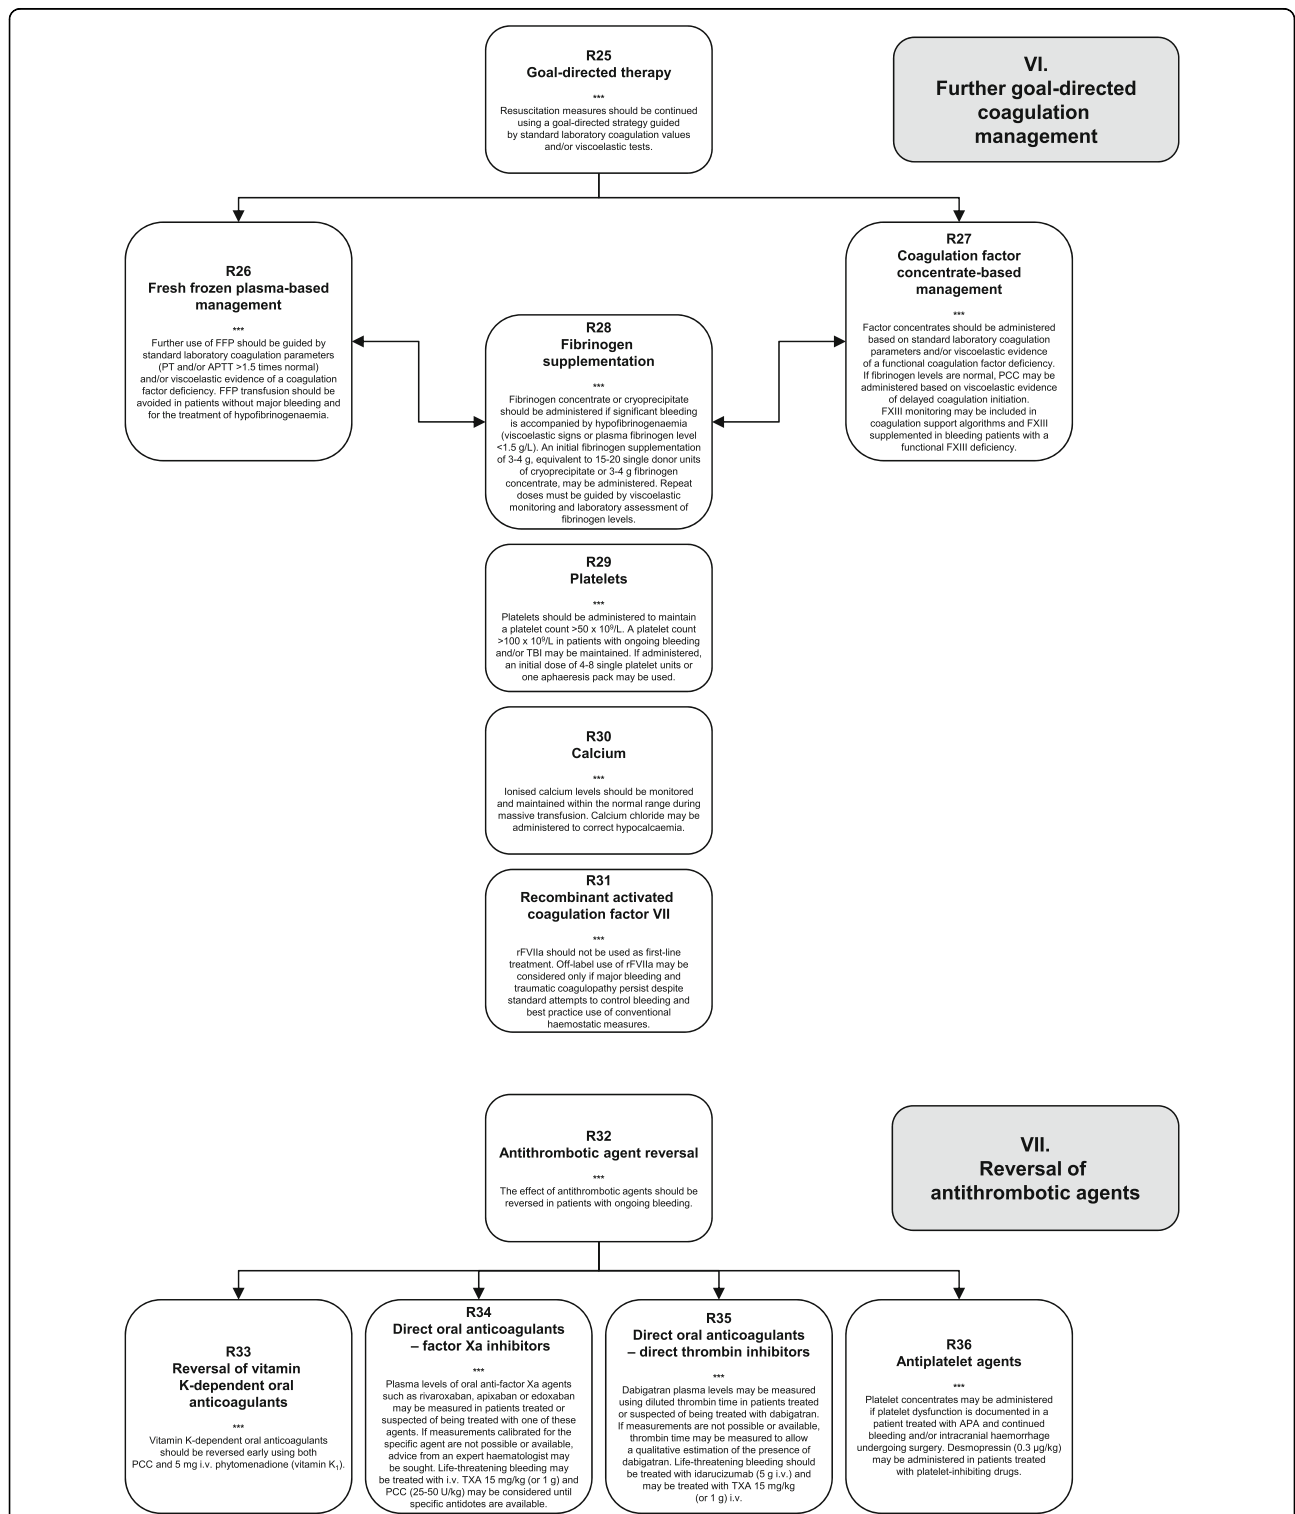 R25
Goal-directed therapy
***
Resuscitation measures should be continued
using a goal-directed strategy guided
by standard laboratory coagulation values
and/or viscoelastic tests.
VI.
Further goal-directed
coagulation
management
R26
Fresh frozen plasma-based
management
***
Further use of FFP should be guided by
standard laboratory coagulation parameters
(PT and/or APTT >1.5 times normal)
and/or viscoelastic evidence of a coagulation
factor deficiency. FFP transfusion should be
avoided in patients without major bleeding and
for the treatment of hypofibrinogenaemia.
R27
Coagulation factor
concentrate-based
management
***
Factor concentrates should be administered
based on standard laboratory coagulation
parameters and/or viscoelastic evidence
of a functional coagulation factor deficiency.
If fibrinogen levels are normal, PCC may be
administered based on viscoelastic evidence
of delayed coagulation initiation.
FXIII monitoring may be included in
coagulation support algorithms and FXIII
supplemented in bleeding patients with a
functional FXIII deficiency.
R28
Fibrinogen
supplementation
***
Fibrinogen concentrate or cryoprecipitate
should be administered if significant bleeding
is accompanied by hypofibrinogenaemia
(viscoelastic signs or plasma fibrinogen level
<1.5 g/L). An initial fibrinogen supplementation
of 3-4 g, equivalent to 15-20 single donor units
of cryoprecipitate or 3-4 g fibrinogen
concentrate, may be administered. Repeat
doses must be guided by viscoelastic
monitoring and laboratory assessment of
fibrinogen levels.
R29
Platelets
***
Platelets should be administered to maintain
a platelet count >50 x 10⁹/L. A platelet count
>100 x 10⁹/L in patients with ongoing bleeding
and/or TBI may be maintained. If administered,
an initial dose of 4-8 single platelet units or
one aphaeresis pack may be used.
R30
Calcium
***
Ionised calcium levels should be monitored
and maintained within the normal range during
massive transfusion. Calcium chloride may be
administered to correct hypocalcaemia.
R31
Recombinant activated
coagulation factor VII
***
rFVIIa should not be used as first-line
treatment. Off-label use of rFVIIa may be
considered only if major bleeding and
traumatic coagulopathy persist despite
standard attempts to control bleeding and
best practice use of conventional
haemostatic measures.
R32
Antithrombotic agent reversal
***
The effect of antithrombotic agents should be
reversed in patients with ongoing bleeding.
VII.
Reversal of
antithrombotic agents
R33
Reversal of vitamin
K-dependent oral
anticoagulants
***
Vitamin K-dependent oral anticoagulants
should be reversed early using both
PCC and 5 mg i.v. phytomenadione (vitamin K₁).
R34
Direct oral anticoagulants
– factor Xa inhibitors
***
Plasma levels of oral anti-factor Xa agents
such as rivaroxaban, apixaban or edoxaban
may be measured in patients treated or
suspected of being treated with one of these
agents. If measurements calibrated for the
specific agent are not possible or available,
advice from an expert haematologist may
be sought. Life-threatening bleeding may
be treated with i.v. TXA 15 mg/kg (or 1 g) and
PCC (25-50 U/kg) may be considered until
specific antidotes are available.
R35
Direct oral anticoagulants
– direct thrombin inhibitors
***
Dabigatran plasma levels may be measured
using diluted thrombin time in patients treated
or suspected of being treated with dabigatran.
If measurements are not possible or available,
thrombin time may be measured to allow
a qualitative estimation of the presence of
dabigatran. Life-threatening bleeding should
be treated with idarucizumab (5 g i.v.) and
may be treated with TXA 15 mg/kg
(or 1 g) i.v.
R36
Antiplatelet agents
***
Platelet concentrates may be administered
if platelet dysfunction is documented in a
patient treated with APA and continued
bleeding and/or intracranial haemorrhage
undergoing surgery. Desmopressin (0.3 µg/kg)
may be administered in patients treated
with platelet-inhibiting drugs.